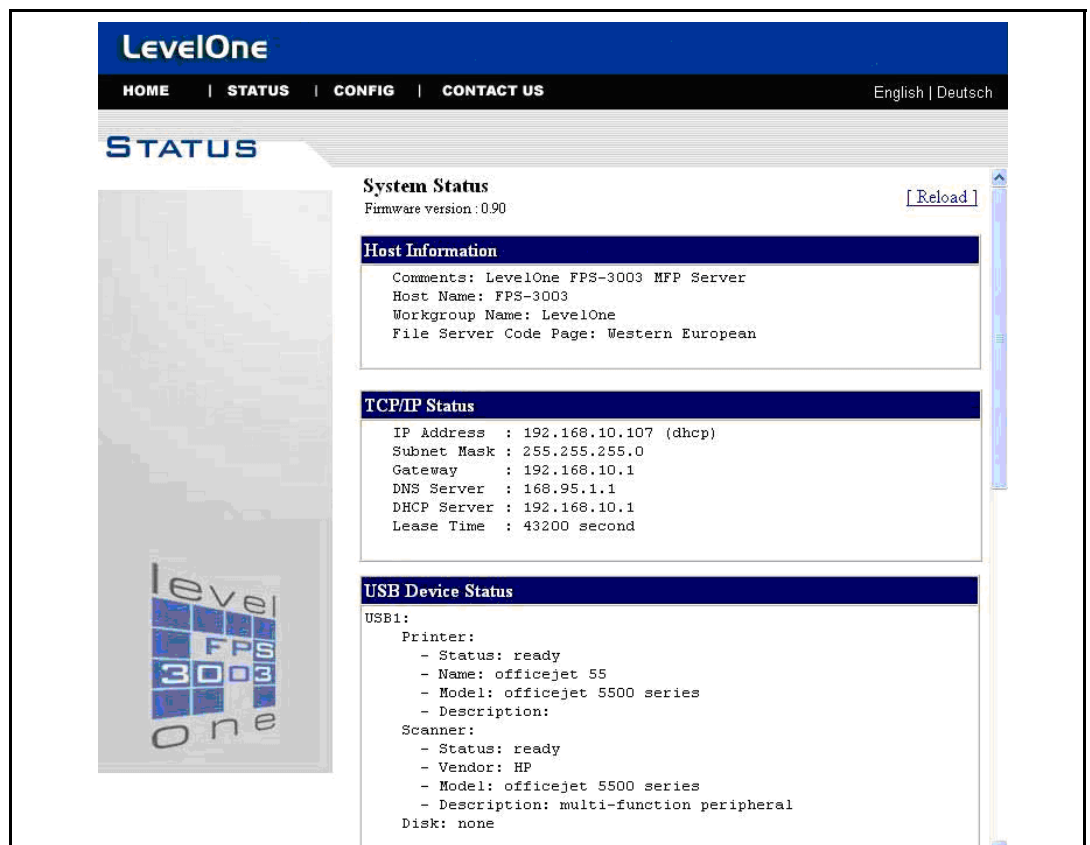 LevelOne
HOME | STATUS | CONFIG | CONTACT US English | Deutsch
STATUS
System Status
[ Reload ]
Firmware version : 0.90
Host Information
Comments: LevelOne FPS-3003 MFP Server
Host Name: FPS-3003
Workgroup Name: LevelOne
File Server Code Page: Western European
TCP/IP Status
IP Address : 192.168.10.107 (dhcp)
Subnet Mask : 255.255.255.0
Gateway : 192.168.10.1
DNS Server : 168.95.1.1
DHCP Server : 192.168.10.1
Lease Time : 43200 second
USB Device Status
USB1:
Printer:
- Status: ready
- Name: officejet 55
- Model: officejet 5500 series
- Description:
Scanner:
- Status: ready
- Vendor: HP
- Model: officejet 5500 series
- Description: multi-function peripheral
Disk: none
level
FPS
3003
one